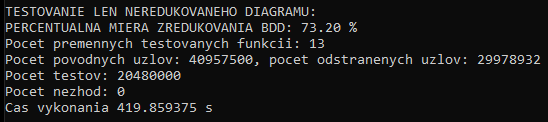 TESTOVANIE LEN NEREDUKOVANEHO DIAGRAMU:
PERCENTUALNA MIERA ZREDUKOVANIA BDD: 73.20 %
Pocet premennych testovanych funkcii: 13
Pocet povodnych uzlov: 40957500, pocet odstranenych uzlov: 29978932
Pocet testov: 20480000
Pocet nezhod: 0
Cas vykonania 419.859375 s